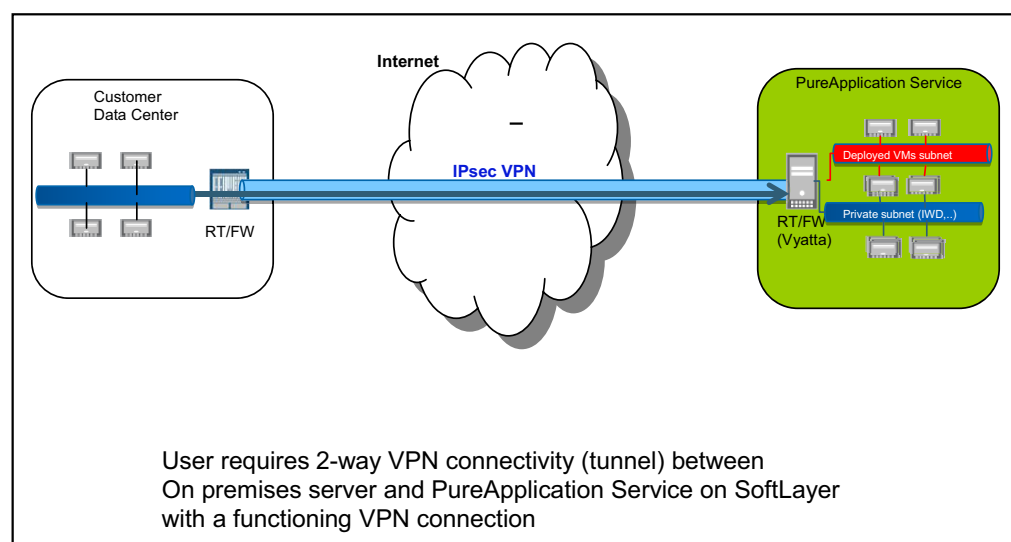 Internet
Customer
Data Center
PureApplication Service
Deployed VMs subnet
IPsec VPN
Private subnet (IWD,..)
RT/FW
RT/FW
(Vyatta)
User requires 2-way VPN connectivity (tunnel) between
On premises server and PureApplication Service on SoftLayer
with a functioning VPN connection